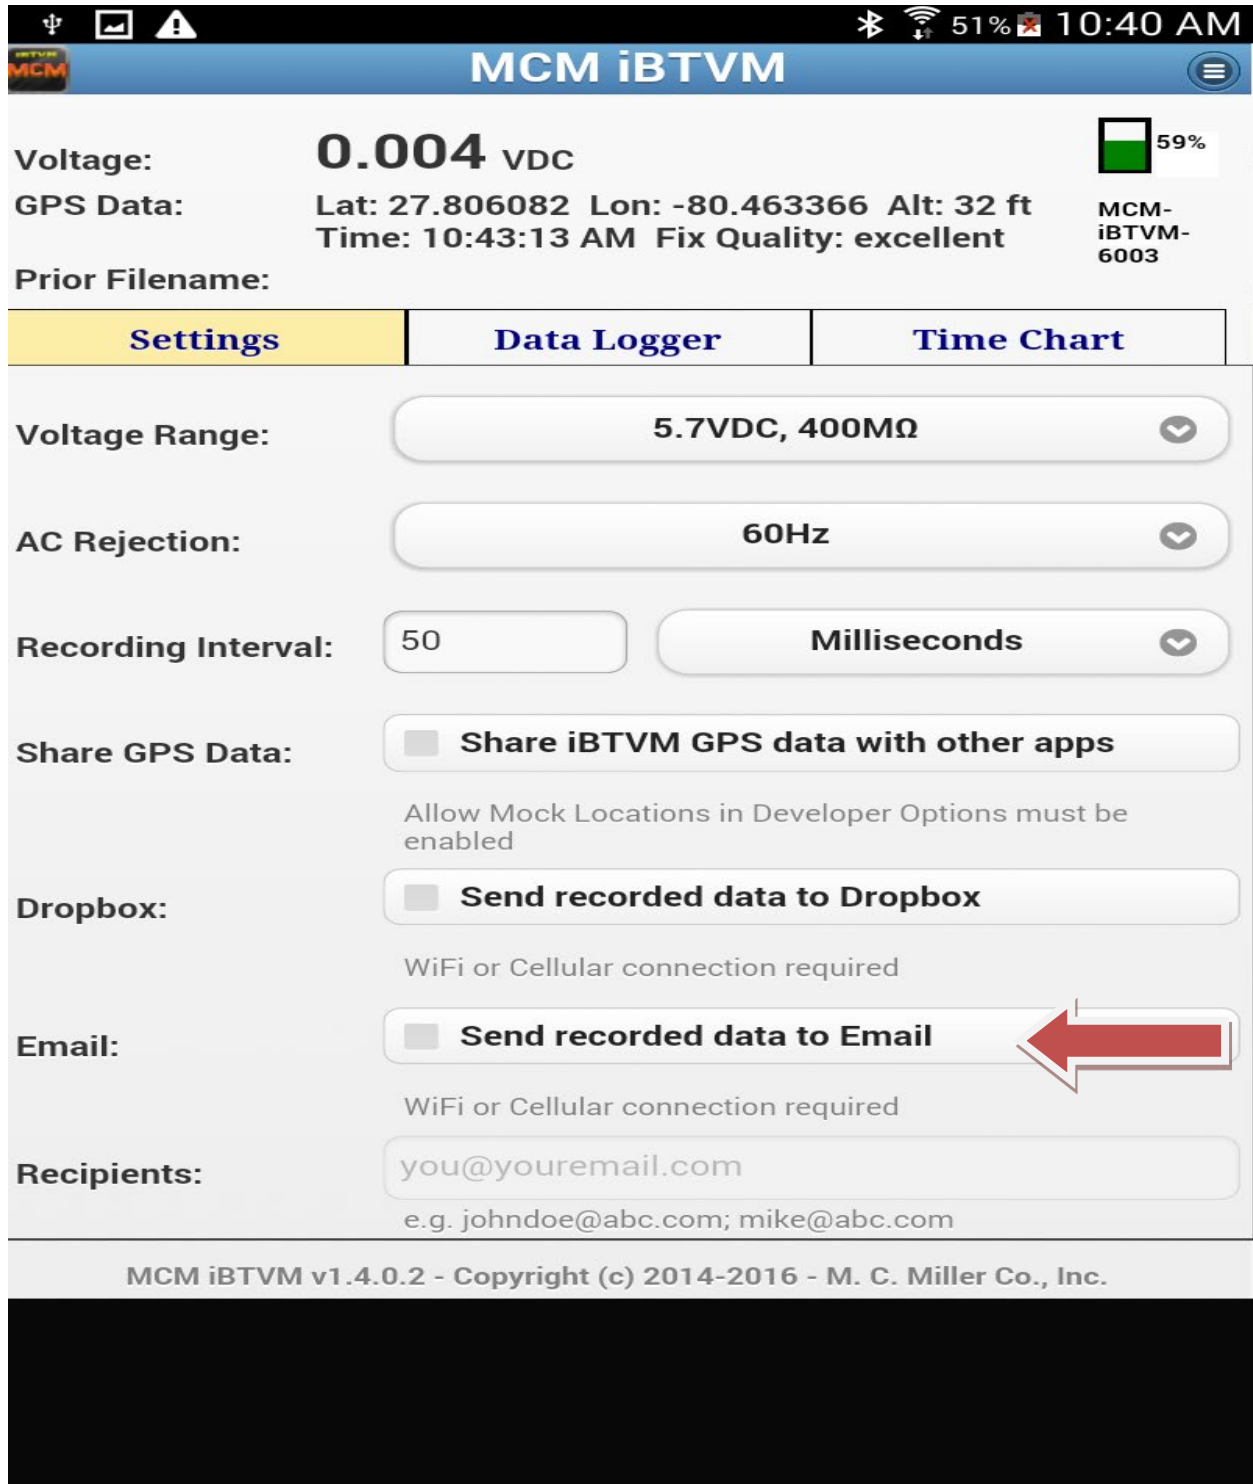 51% 10:40 AM
iBTVM
MCM
MCM iBTVM
Voltage: 0.004 VDC
59%
GPS Data: Lat: 27.806082 Lon: -80.463366 Alt: 32 ft
Time: 10:43:13 AM Fix Quality: excellent
MCM-
iBTVM-
6003
Prior Filename:
Settings Data Logger Time Chart
Voltage Range: 5.7VDC, 400MΩ
AC Rejection: 60Hz
Recording Interval: 50 Milliseconds
Share GPS Data: Share iBTVM GPS data with other apps
Allow Mock Locations in Developer Options must be
enabled
Dropbox: Send recorded data to Dropbox
WiFi or Cellular connection required
Email: Send recorded data to Email
WiFi or Cellular connection required
Recipients: you@youremail.com
e.g. johndoe@abc.com; mike@abc.com
MCM iBTVM v1.4.0.2 - Copyright (c) 2014-2016 - M. C. Miller Co., Inc.